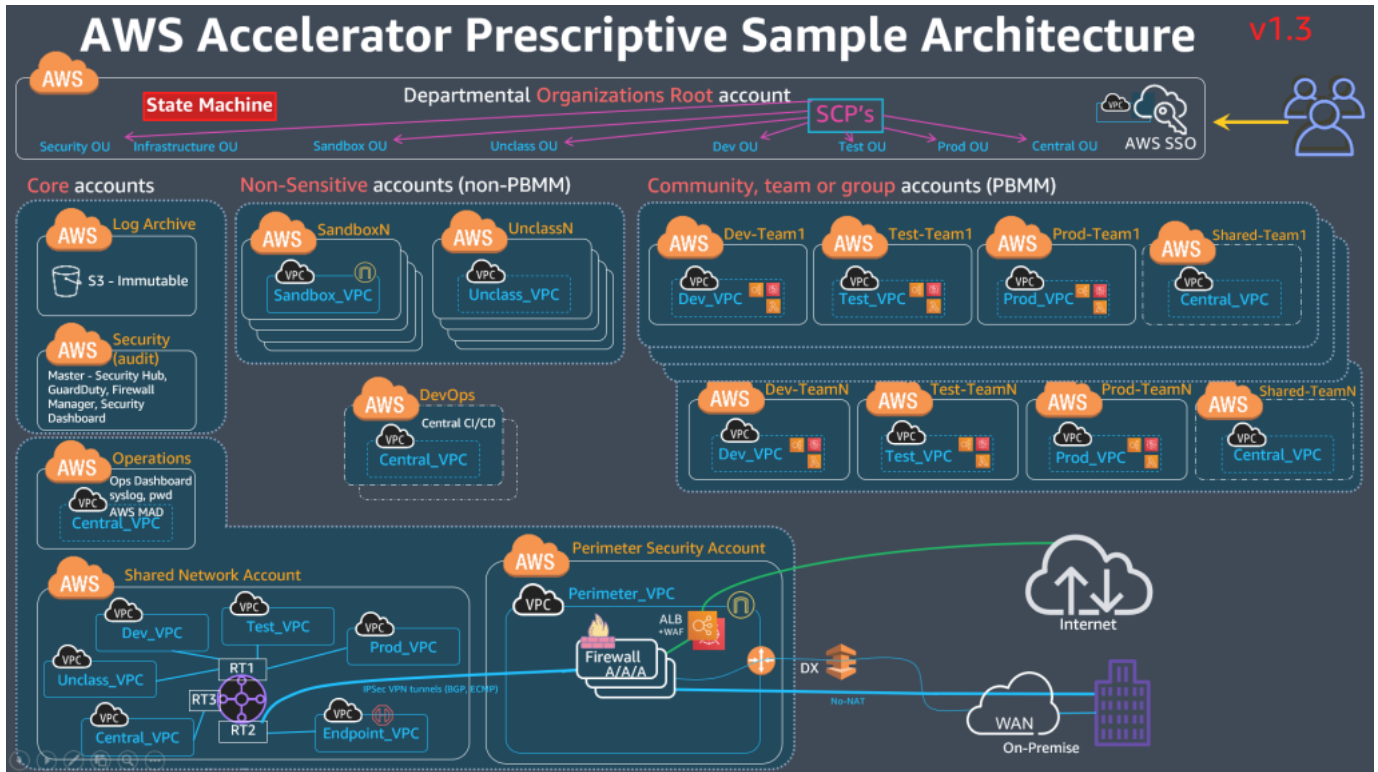 AWS Accelerator Prescriptive Sample Architecture
v1.3
AWS
State Machine
Departmental Organizations Root account
SCP's
VPC
AWS SSO
Security OU
Infrastructure OU
Sandbox OU
Unclass OU
Dev OU
Test OU
Prod OU
Central OU
Core accounts
AWS
Log Archive
S3 - Immutable
AWS
Security
(audit)
Master - Security Hub,
GuardDuty, Firewall
Manager, Security
Dashboard
AWS
Operations
Ops Dashboard
syslog, pwd
AWS MAD
VPC
Central_VPC
Non-Sensitive accounts (non-PBMM)
AWS
SandboxN
VPC
Sandbox_VPC
AWS
UnclassN
VPC
Unclass_VPC
AWS
DevOps
Central CI/CD
VPC
Central_VPC
Community, team or group accounts (PBMM)
AWS
Dev-Team1
VPC
Dev_VPC
AWS
Test-Team1
VPC
Test_VPC
AWS
Prod-Team1
VPC
Prod_VPC
AWS
Shared-Team1
VPC
Central_VPC
AWS
Dev-TeamN
VPC
Dev_VPC
AWS
Test-TeamN
VPC
Test_VPC
AWS
Prod-TeamN
VPC
Prod_VPC
AWS
Shared-TeamN
VPC
Central_VPC
AWS
Shared Network Account
VPC
Dev_VPC
VPC
Test_VPC
VPC
Prod_VPC
VPC
Unclass_VPC
RT1
RT3
RT2
VPC
Central_VPC
VPC
Endpoint_VPC
IPSec VPN tunnels (BGP, ECMP)
AWS
Perimeter Security Account
VPC
Perimeter_VPC
ALB
+WAF
Firewall
A/A/A
DX
No-NAT
Internet
WAN
On-Premise